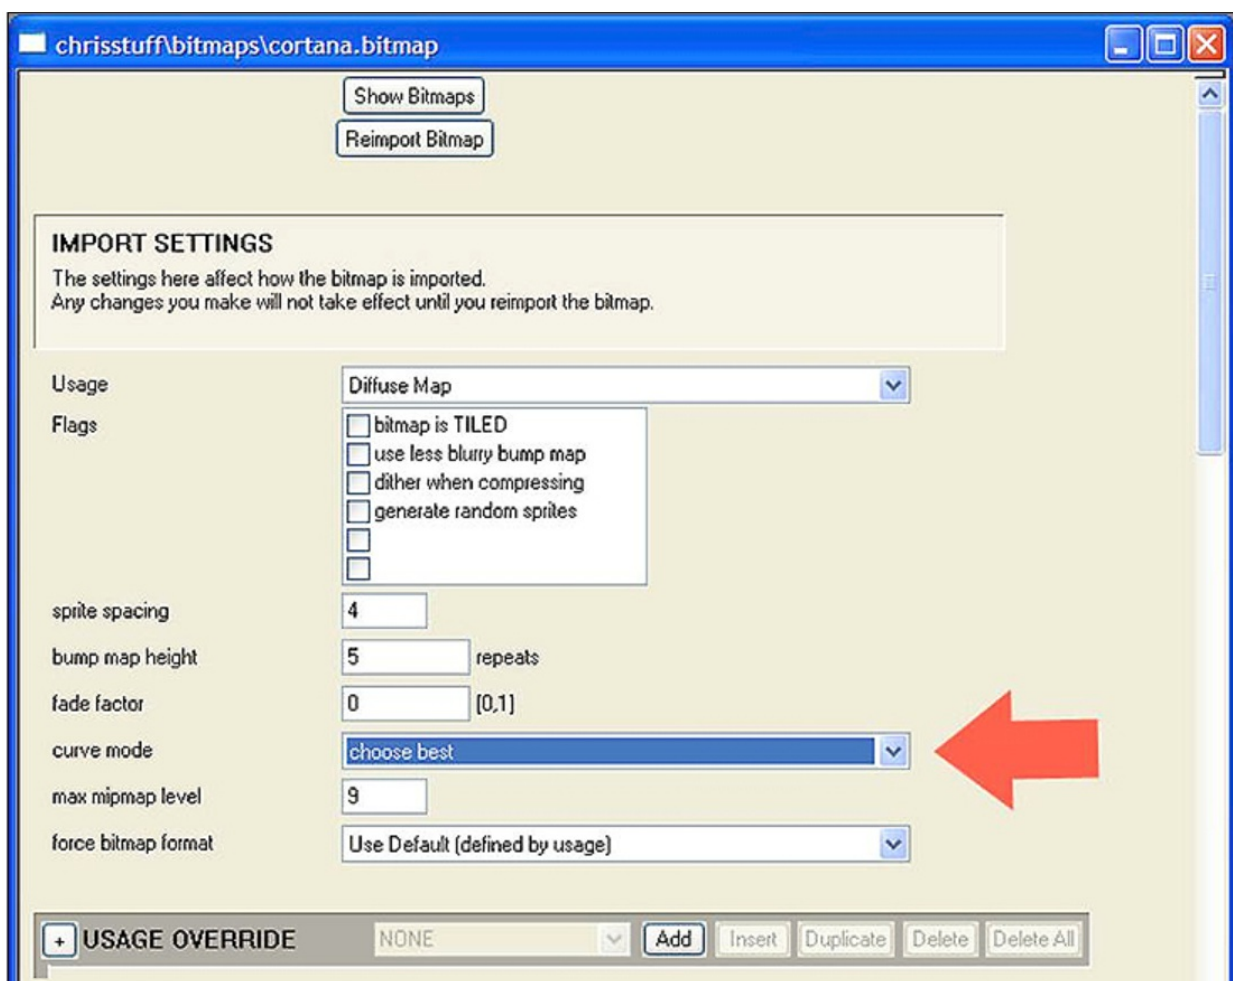 chrisstuff\bitmaps\cortana.bitmap
Show Bitmaps
Reimport Bitmap
IMPORT SETTINGS
The settings here affect how the bitmap is imported.
Any changes you make will not take effect until you reimport the bitmap.
Usage Diffuse Map
Flags bitmap is TILED
use less blurry bump map
dither when compressing
generate random sprites
sprite spacing 4
bump map height 5 repeats
fade factor 0 [0,1]
curve mode choose best
max mipmap level 9
force bitmap format Use Default (defined by usage)
+ USAGE OVERRIDE NONE Add Insert Duplicate Delete Delete All